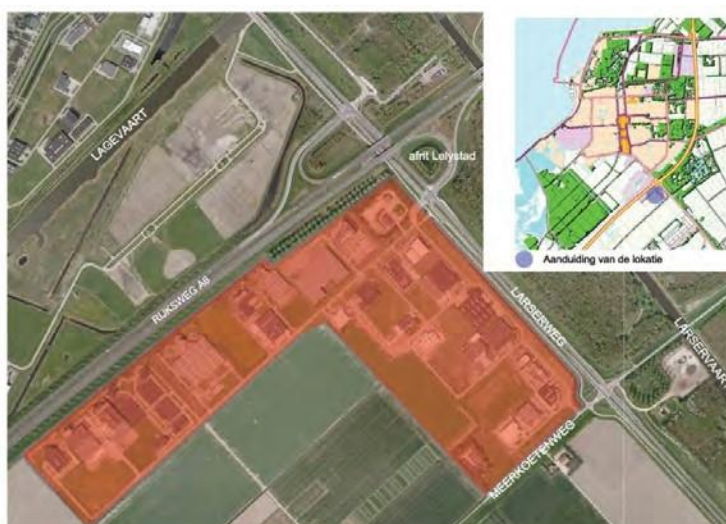 LAGEVAART
afrit Lelystad
RIJKSWEG A6
LARSERWEG
LARSERVAART
MEERKOETENWEG
Aanduiding van de lokatie